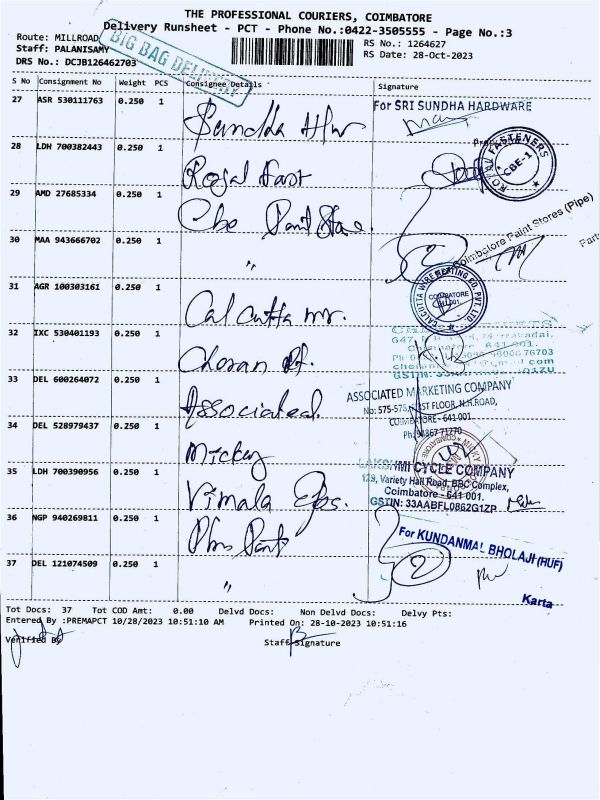 THE PROFESSIONAL COURIERS, COIMBATORE
Delivery Runsheet - PCT - Phone No.:0422-3505555 - Page No.:3
Route: MILLROAD
Staff: PALANISAMY
DRS No.: DCJB126462703
BIG BAG DELIVERY
RS No.: 1264627
RS Date: 28-Oct-2023
S No Consignment No Weight PCS Consignee Details Signature
27 ASR 530111763 0.250 1
For SRI SUNDHA HARDWARE
28 LDH 700382443 0.250 1 Royal Fast
ROYAL FASTENERS
CBE-1
29 AMD 27685334 0.250 1 Cbe Paint Store
Coimbatore Paint Stores (Pipe)
30 MAA 943666702 0.250 1 "
2
31 AGR 100303161 0.250 1 Calcutta
COIMBATORE
32 IXC 530401193 0.250 1 Cheran
33 DEL 600264072 0.250 1 Associated
ASSOCIATED MARKETING COMPANY
COIMBATORE - 641 001.
34 DEL 528979437 0.250 1 Mickey
35 LDH 700390956 0.250 1 Vimala
LAKSHMI CYCLE COMPANY
129, Variety Hall Road, BBC Complex,
Coimbatore - 641 001.
GSTIN: 33AABFL0862G1ZP
36 NGP 940269811 0.250 1
For KUNDANMAL BHOLAJI (HUF)
37 DEL 121074509 0.250 1 "
2
Karta
Tot Docs: 37 Tot COD Amt: 0.00 Delvd Docs: Non Delvd Docs: Delvy Pts:
Entered By :PREMAPCT 10/28/2023 10:51:10 AM Printed On: 28-10-2023 10:51:16
Verified By Staff Signature